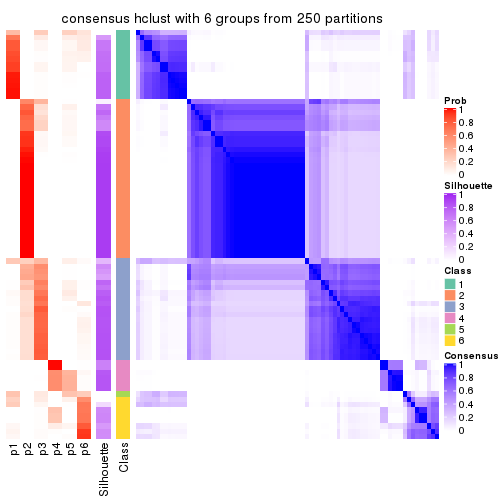 consensus hclust with 6 groups from 250 partitions
Prob
1
0.8
0.6
0.4
0.2
0
Silhouette
1
0.8
0.6
0.4
0.2
0
Class
1
2
3
4
5
6
Consensus
1
0.8
0.6
0.4
0.2
0
p1
p2
p3
p4
p5
p6
Silhouette
Class